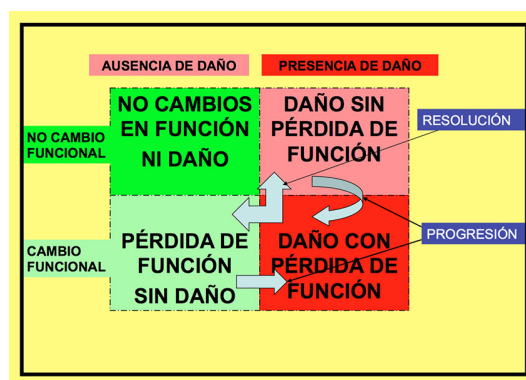 AUSENCIA DE DAÑO
PRESENCIA DE DAÑO
NO CAMBIOS
EN FUNCIÓN
NI DAÑO
DAÑO SIN
PÉRDIDA DE
FUNCIÓN
RESOLUCIÓN
NO CAMBIO
FUNCIONAL
CAMBIO
FUNCIONAL
PÉRDIDA DE
FUNCIÓN
SIN DAÑO
DAÑO CON
PÉRDIDA DE
FUNCIÓN
PROGRESIÓN